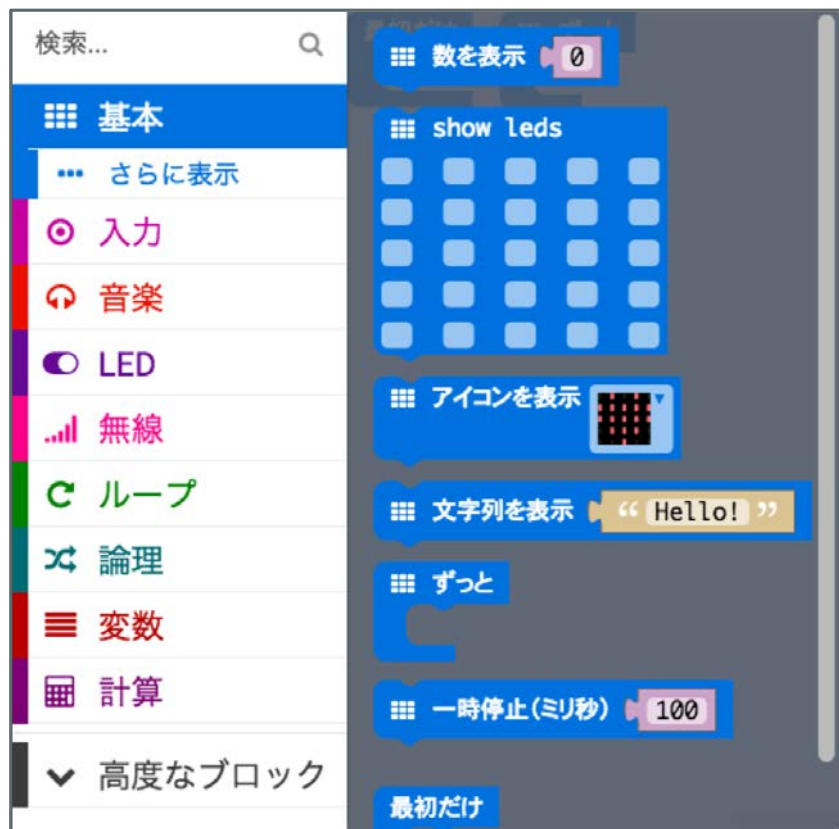 検索...
基本
さらに表示
入力
音楽
LED
無線
ループ
論理
変数
計算
高度なブロック
数を表示 0
show leds
アイコンを表示
文字列を表示 “ Hello! ”
ずっと
一時停止(ミリ秒) 100
最初だけ